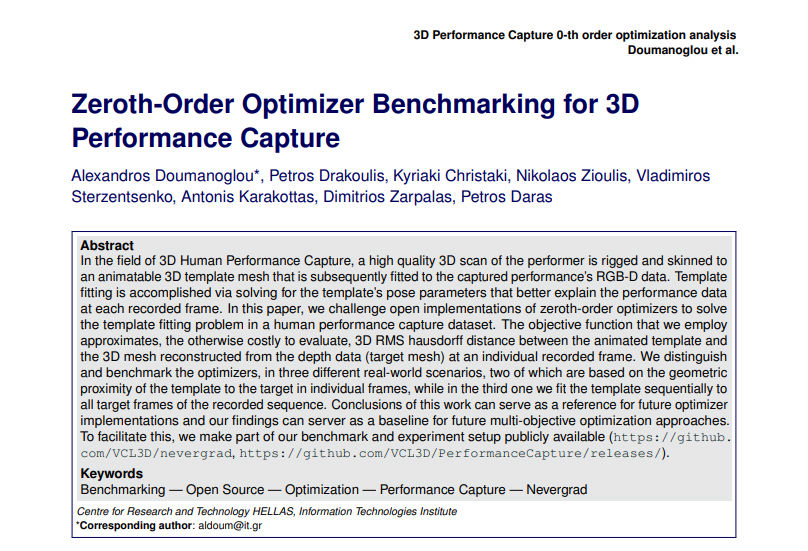 3D Performance Capture 0-th order optimization analysis
Doumanoglou et al.
Zeroth-Order Optimizer Benchmarking for 3D
Performance Capture
Alexandros Doumanoglou*, Petros Drakoulis, Kyriaki Christaki, Nikolaos Zioulis, Vladimiros
Sterzentsenko, Antonis Karakottas, Dimitrios Zarpalas, Petros Daras
Abstract
In the field of 3D Human Performance Capture, a high quality 3D scan of the performer is rigged and skinned to
an animatable 3D template mesh that is subsequently fitted to the captured performance's RGB-D data. Template
fitting is accomplished via solving for the template's pose parameters that better explain the performance data
at each recorded frame. In this paper, we challenge open implementations of zeroth-order optimizers to solve
the template fitting problem in a human performance capture dataset. The objective function that we employ
approximates, the otherwise costly to evaluate, 3D RMS hausdorff distance between the animated template and
the 3D mesh reconstructed from the depth data (target mesh) at an individual recorded frame. We distinguish
and benchmark the optimizers, in three different real-world scenarios, two of which are based on the geometric
proximity of the template to the target in individual frames, while in the third one we fit the template sequentially to
all target frames of the recorded sequence. Conclusions of this work can serve as a reference for future optimizer
implementations and our findings can server as a baseline for future multi-objective optimization approaches.
To facilitate this, we make part of our benchmark and experiment setup publicly available (https://github.
com/VCL3D/nevergrad, https://github.com/VCL3D/PerformanceCapture/releases/).
Keywords
Benchmarking — Open Source — Optimization — Performance Capture — Nevergrad
Centre for Research and Technology HELLAS, Information Technologies Institute
*Corresponding author: aldoum@it.gr